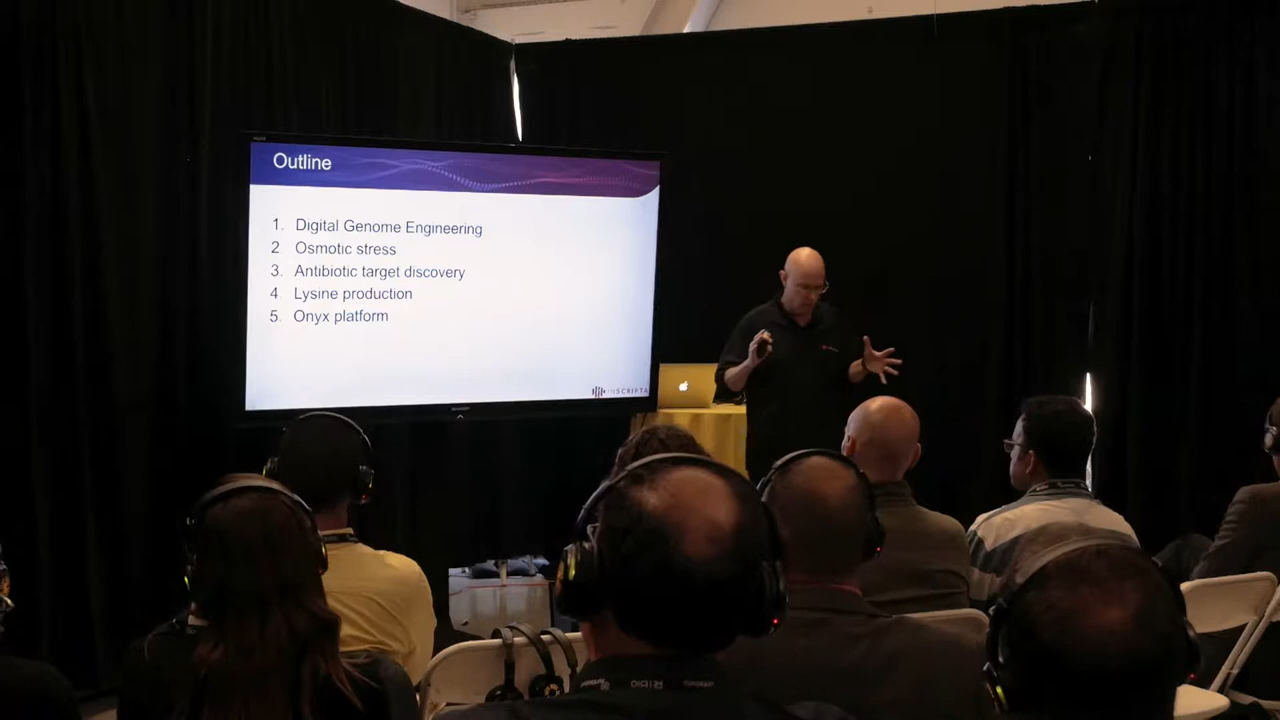 Outline
1. Digital Genome Engineering
2. Osmotic stress
3. Antibiotic target discovery
4. Lysine production
5. Onyx platform
INSCRIPTA
SHARP